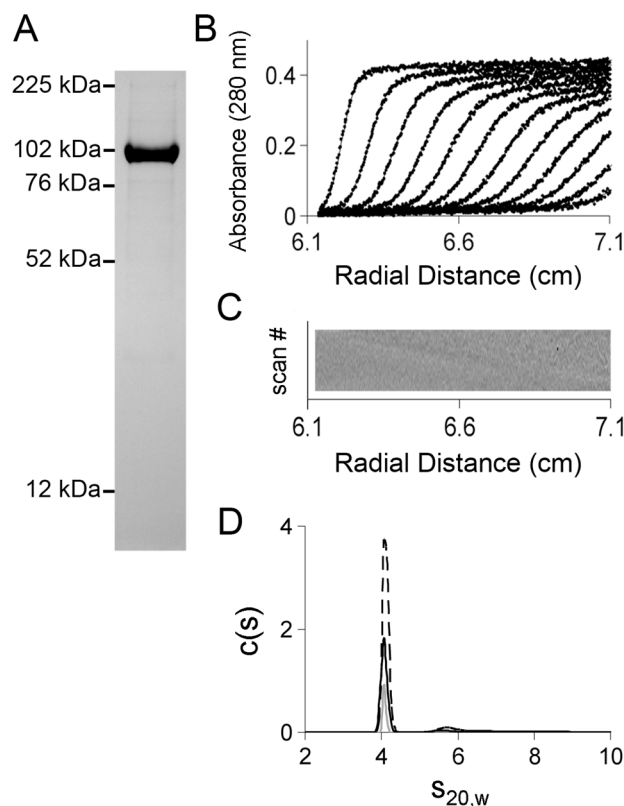 A
225 kDa
102 kDa
76 kDa
52 kDa
12 kDa
B
Absorbance (280 nm)
0.4
0.2
0
6.1 6.6 7.1
Radial Distance (cm)
C
scan #
6.1 6.6 7.1
Radial Distance (cm)
D
c(s)
4
2
0
2 4 6 8 10
s20,w